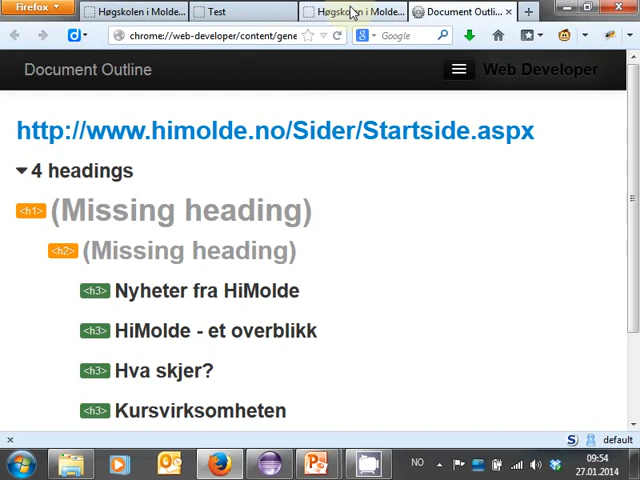 Firefox
Høgskolen i Molde...
Test
Høgskolen i Molde...
Document Outli...
chrome://web-developer/content/gene
Google
Document Outline
Web Developer
http://www.himolde.no/Sider/Startside.aspx
4 headings
<h1> (Missing heading)
<h2> (Missing heading)
<h3> Nyheter fra HiMolde
<h3> HiMolde - et overblikk
<h3> Hva skjer?
<h3> Kursvirksomheten
default
NO
09:54
27.01.2014